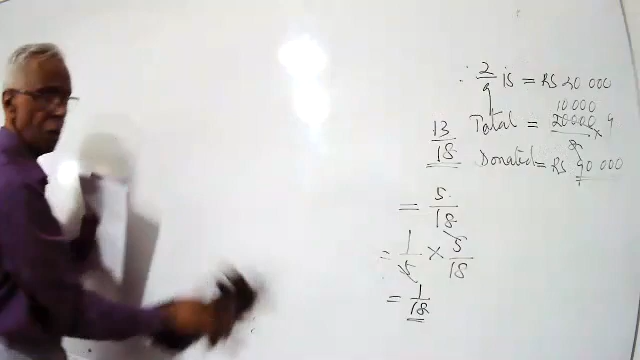 ∴ 2/9 is = RS 20 000
Total = 10000 20000 × 9 / 2
13/18
Donated = RS 90 000
= 5/18
= 1/5 × 5/18
= 1/18